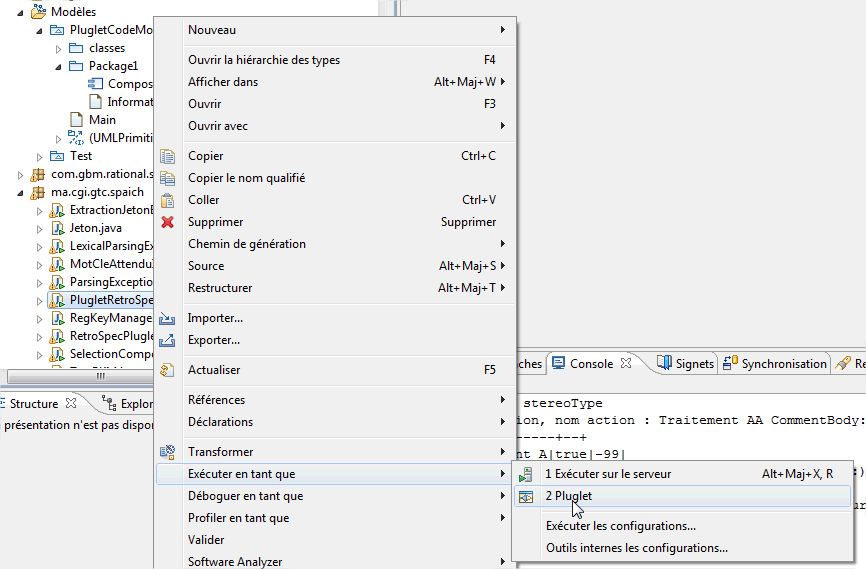 Modèles
PlugletCodeMo
classes
Package1
Compos
Informat
Main
(UMLPrimiti
Test
com.gbm.rational.s
ma.cgi.gtc.spaich
ExtractionJetonE
Jeton.java
LexicalParsingEx
MotCleAttendu
ParsingExceptio
PlugletRetroSpe
RegKeyManage
RetroSpecPlugle
SelectionCompo
Structure
Explor
présentation n'est pas dispor
Nouveau
Ouvrir la hiérarchie des types F4
Afficher dans Alt+Maj+W
Ouvrir F3
Ouvrir avec
Copier Ctrl+C
Copier le nom qualifié
Coller Ctrl+V
Supprimer Supprimer
Chemin de génération
Source Alt+Maj+S
Restructurer Alt+Maj+T
Importer...
Exporter...
Actualiser F5
Références
Déclarations
Transformer
Exécuter en tant que
Déboguer en tant que
Profiler en tant que
Valider
Software Analyzer
1 Exécuter sur le serveur Alt+Maj+X, R
2 Pluglet
Exécuter les configurations...
Outils internes les configurations...
ches Console Signets Synchronisation Re
stereoType
ion, nom action : Traitement AA CommentBody:
-----+--+
nt A|true|-99|
:)
ur